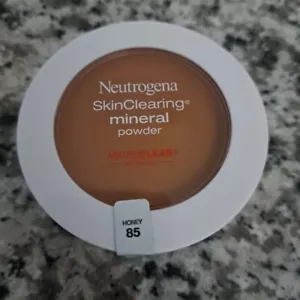 Neutrogena
SkinClearing®
mineral
powder
HONEY
85